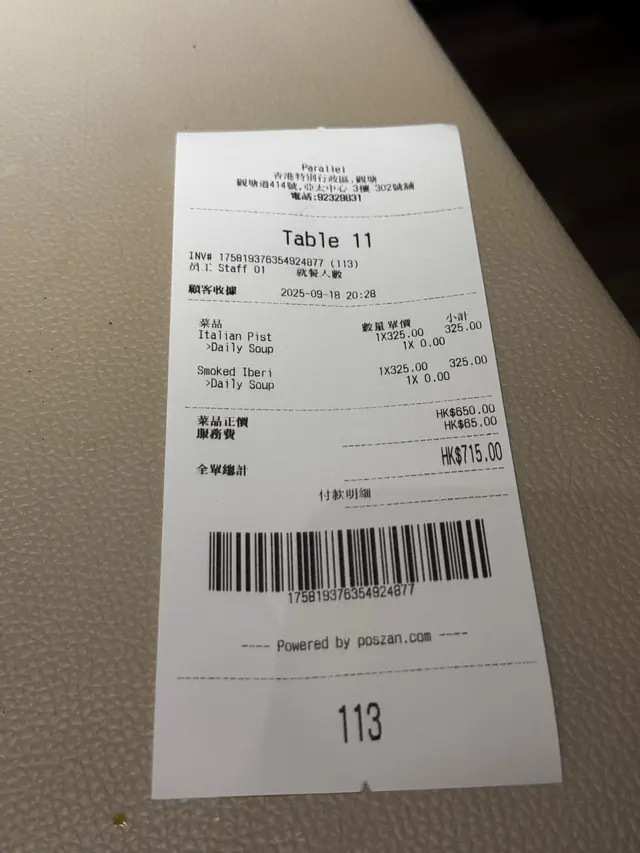 Parallel
香港特別行政區,觀塘
觀塘道414號,亞太中心 3樓 302號舖
電話:92329831
Table 11
INV# 175819376354924877 (113)
員工 Staff 01 就餐人數
顧客收據 2025-09-18 20:28
菜品 數量單價 小計
Italian Pist 1X325.00 325.00
>Daily Soup 1X 0.00
Smoked Iberi 1X325.00 325.00
>Daily Soup 1X 0.00
菜品正價 HK$650.00
服務費 HK$65.00
全單總計 HK$715.00
付款明細
175819376354924877
---- Powered by poszan.com ----
113